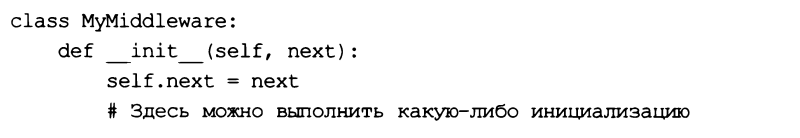 class MyMiddleware:
    def __init__(self, next):
        self.next = next
        # Здесь можно выполнить какую-либо инициализацию